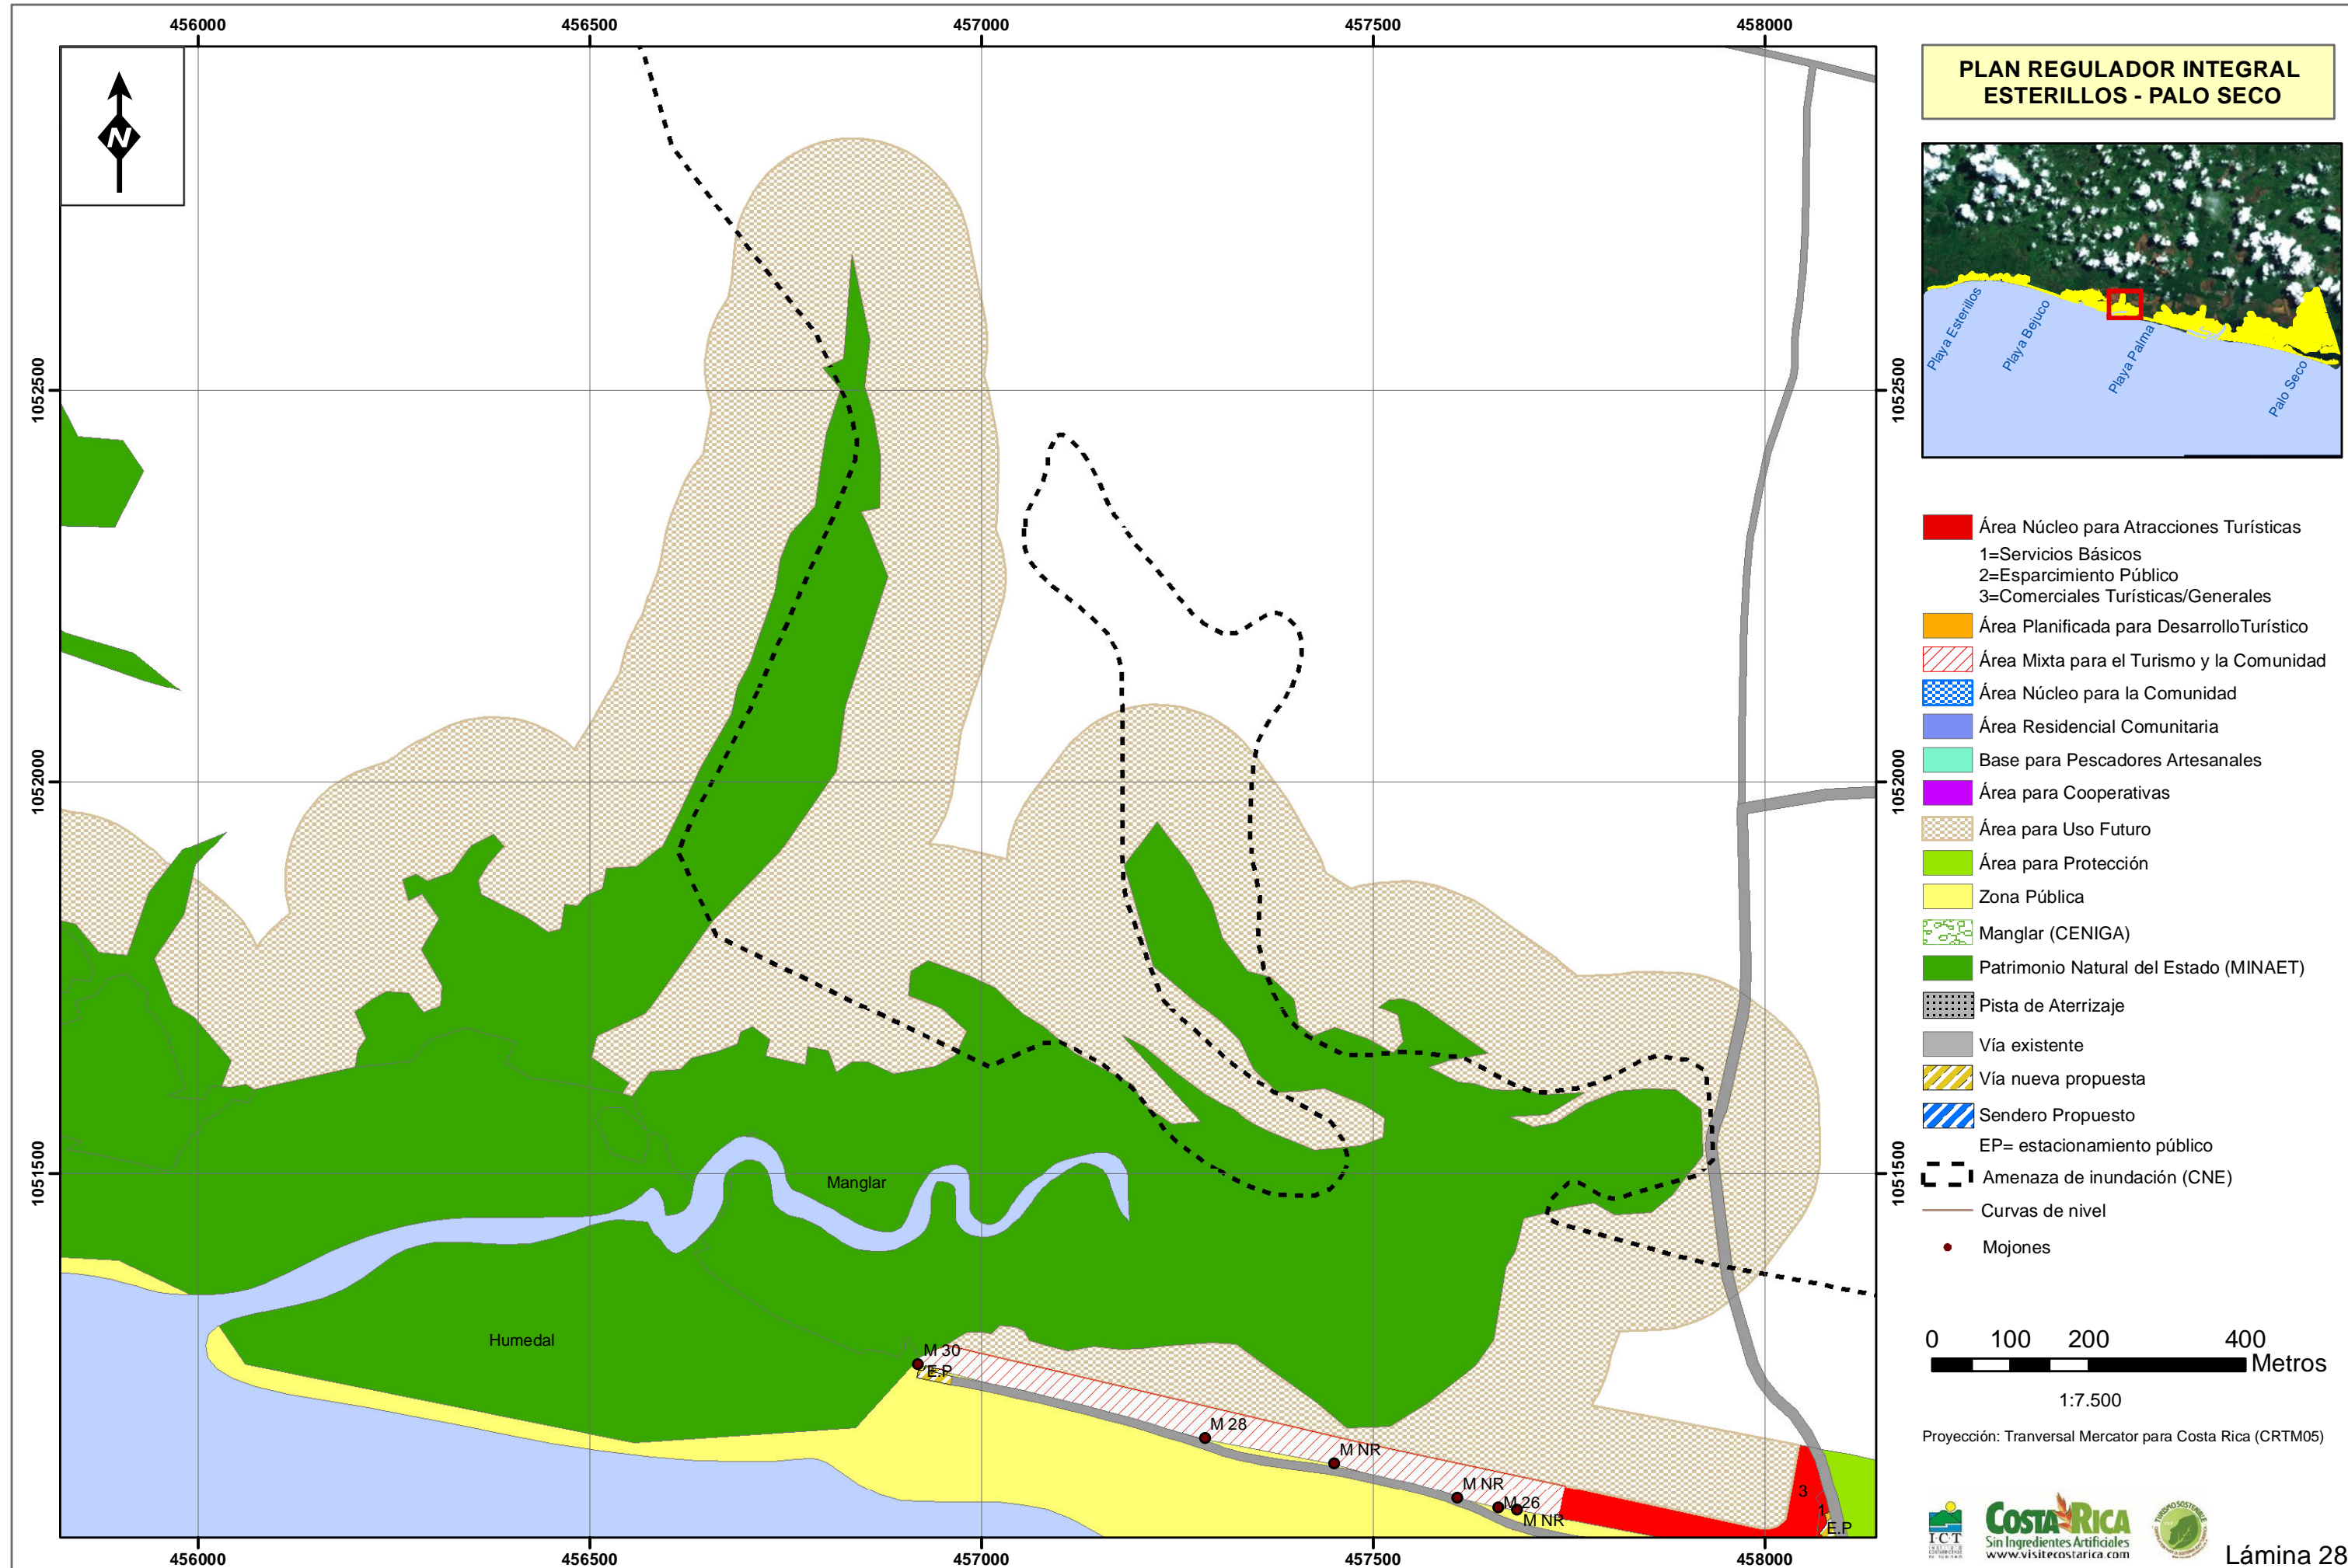 456000
456500
457000
457500
458000
N
1052500
1052000
1051500
1052500
1052000
1051500
Manglar
Humedal
M 30
E.P
M 28
M NR
M NR
M 26
M NR
3
1
E.P
456000
456500
457000
457500
458000
PLAN REGULADOR INTEGRAL
ESTERILLOS - PALO SECO
Playa Esterillos
Playa Bejuco
Playa Palma
Palo Seco
Área Núcleo para Atracciones Turísticas
1=Servicios Básicos
2=Esparcimiento Público
3=Comerciales Turísticas/Generales
Área Planificada para DesarrolloTurístico
Área Mixta para el Turismo y la Comunidad
Área Núcleo para la Comunidad
Área Residencial Comunitaria
Base para Pescadores Artesanales
Área para Cooperativas
Área para Uso Futuro
Área para Protección
Zona Pública
Manglar (CENIGA)
Patrimonio Natural del Estado (MINAET)
Pista de Aterrizaje
Vía existente
Vía nueva propuesta
Sendero Propuesto
EP= estacionamiento público
Amenaza de inundación (CNE)
Curvas de nivel
Mojones
0 100 200 400
Metros
1:7.500
Proyección: Tranversal Mercator para Costa Rica (CRTM05)
I C T
COSTA RICA
Sin Ingredientes Artificiales
www.visitecostarica.com
TURISMO SOSTENIBLE
Lámina 28